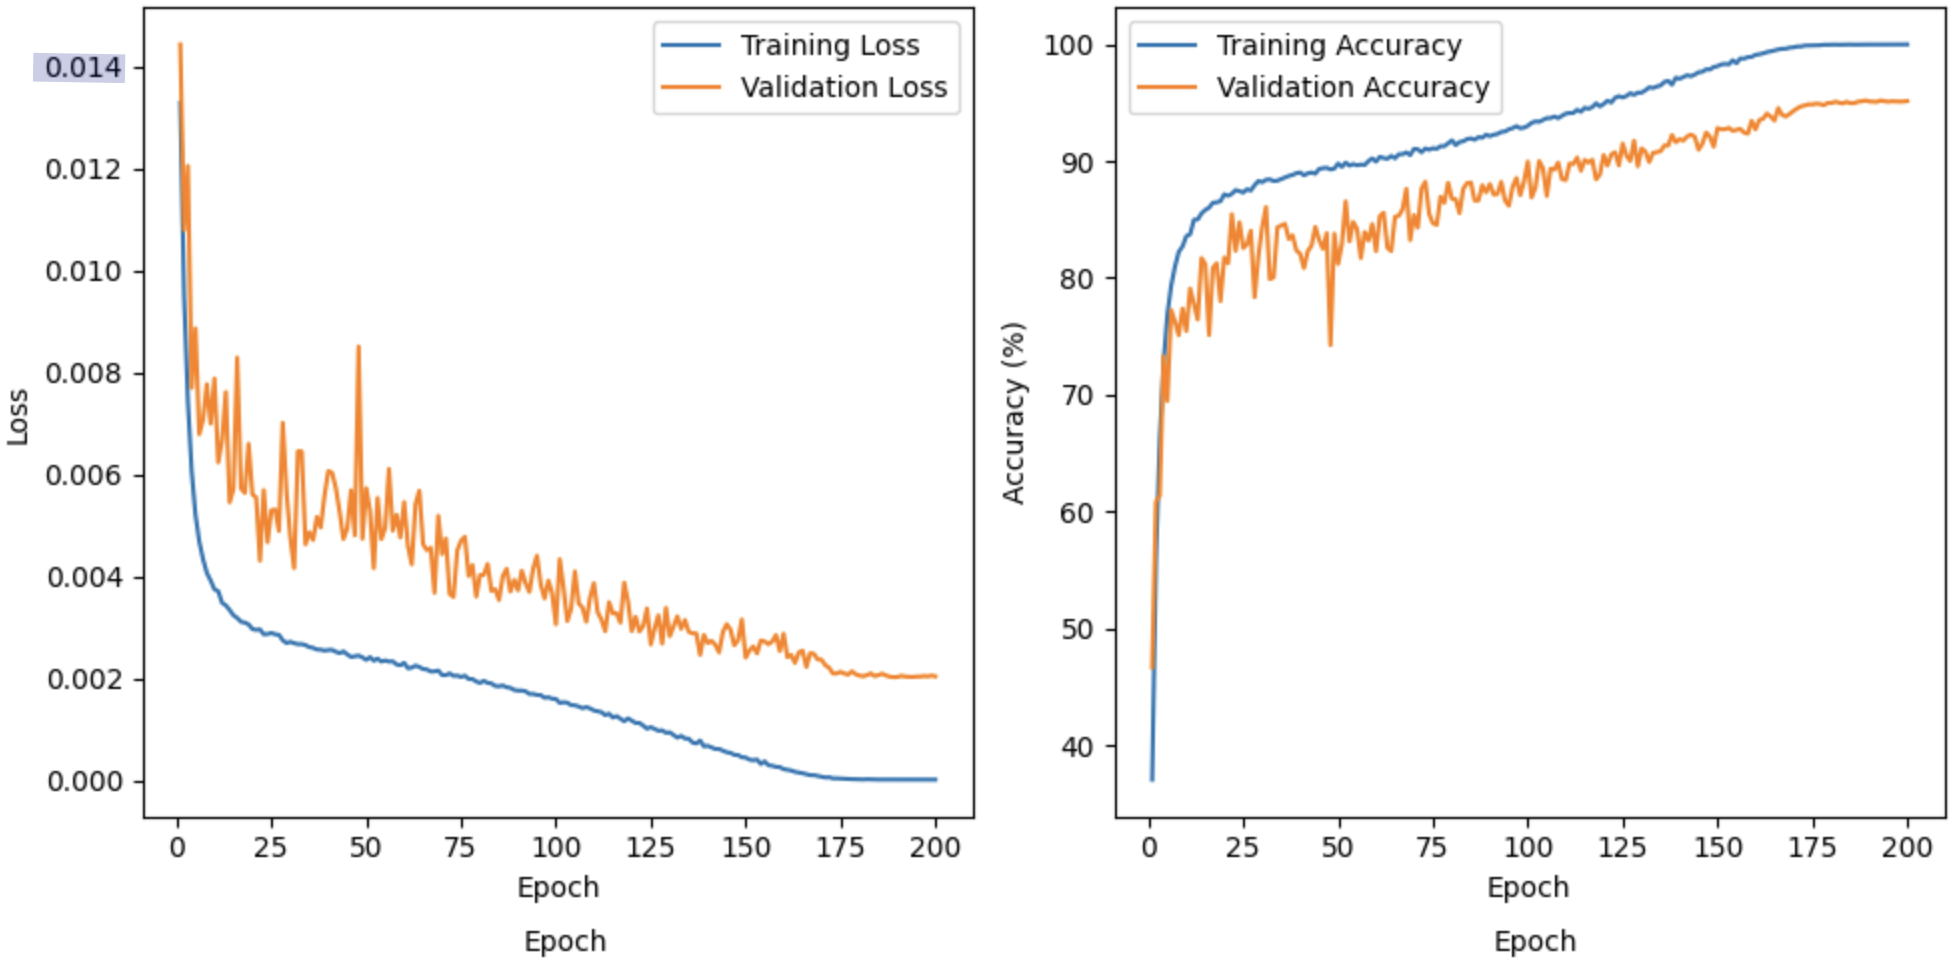 0.014
0.012
0.010
0.008
0.006
0.004
0.002
0.000
Loss
Training Loss
Validation Loss
0 25 50 75 100 125 150 175 200
Epoch
Epoch
100
90
80
70
60
50
40
Accuracy (%)
Training Accuracy
Validation Accuracy
0 25 50 75 100 125 150 175 200
Epoch
Epoch